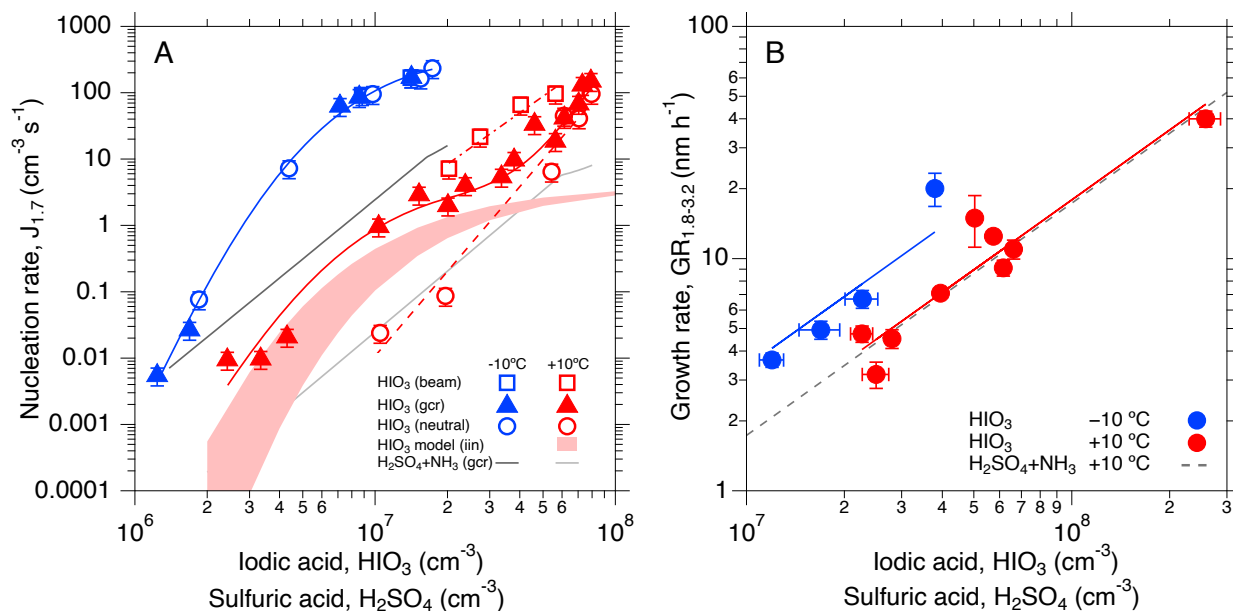 A
Nucleation rate, J1.7 (cm-3 s-1)
1000
100
10
1
0.1
0.01
0.001
0.0001
-10ºC +10ºC
HIO3 (beam)
HIO3 (gcr)
HIO3 (neutral)
HIO3 model (iin)
H2SO4+NH3 (gcr)
10^6 2 3 4 5 10^7 2 3 4 5 10^8
Iodic acid, HIO3 (cm-3)
Sulfuric acid, H2SO4 (cm-3)
B
Growth rate, GR1.8-3.2 (nm h-1)
100
8
6
5
4
3
2
10
8
6
5
4
3
2
1
HIO3 −10 ºC
HIO3 +10 ºC
H2SO4+NH3 +10 ºC
10^7 2 3 4 5 6 7 8 9 10^8 2 3
Iodic acid, HIO3 (cm-3)
Sulfuric acid, H2SO4 (cm-3)